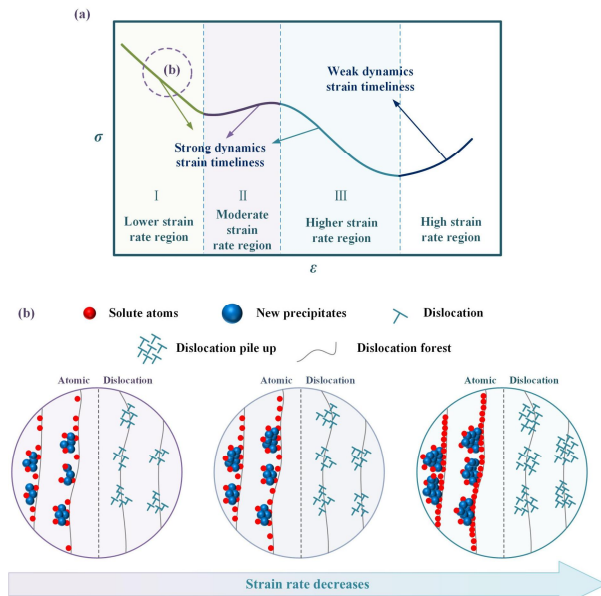 (a)
(b)
Weak dynamics
strain timeliness
σ
Strong dynamics
strain timeliness
I
Lower strain
rate region
II
Moderate
strain
rate region
III
Higher strain
rate region
High strain
rate region
ε
(b)
Solute atoms
New precipitates
Dislocation
Dislocation pile up
Dislocation forest
Atomic Dislocation
Atomic Dislocation
Atomic Dislocation
Strain rate decreases